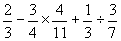 2/3 − 3/4 × 4/11 + 1/3 ÷ 3/7